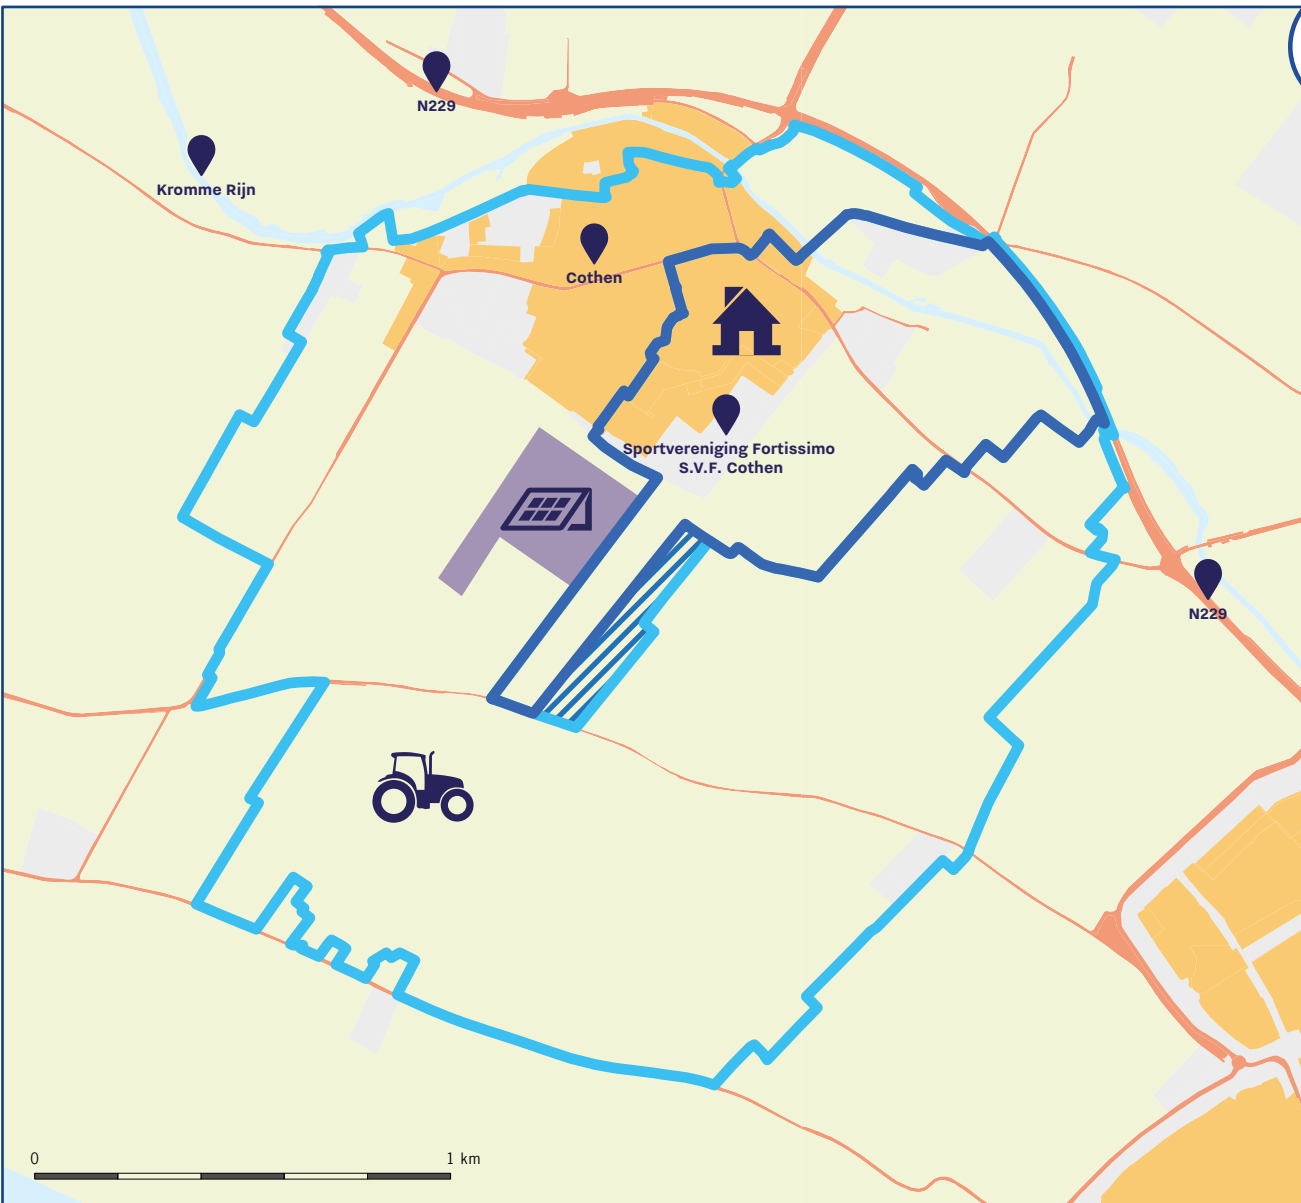 N229
Kromme Rijn
Cothen
Sportvereniging Fortissimo
S.V.F. Cothen
N229
0
1 km